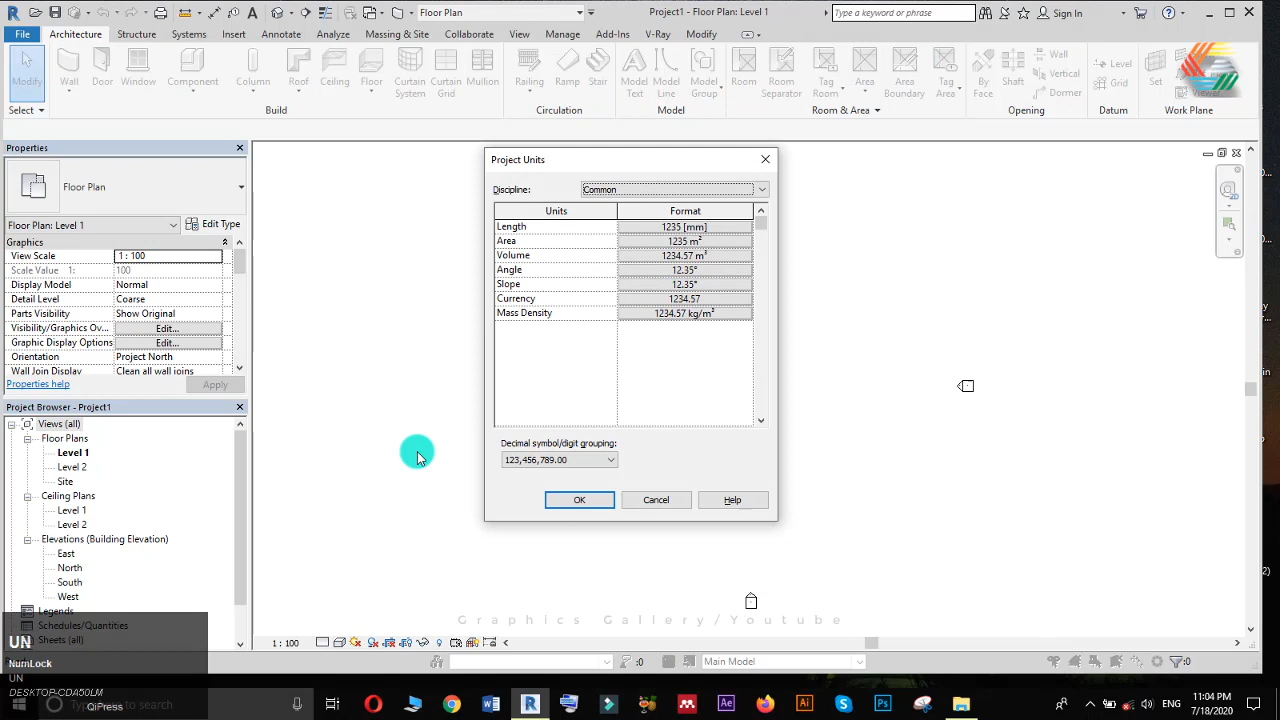 Floor Plan
Project1 - Floor Plan: Level 1
Type a keyword or phrase
Sign In
File Architecture Structure Systems Insert Annotate Analyze Massing & Site Collaborate View Manage Add-Ins V-Ray Modify
Modify Wall Door Window Component Column Roof Ceiling Floor Curtain System Curtain Grid Mullion Railing Ramp Stair Model Text Model Line Model Group Room Room Separator Tag Room Area Area Boundary Tag Area By Face Shaft Wall Vertical Dormer Level Grid Set Viewer
Select Build Circulation Model Room & Area Opening Datum Work Plane
Properties
Floor Plan
Floor Plan: Level 1 Edit Type
Graphics
View Scale 1 : 100
Scale Value 1: 100
Display Model Normal
Detail Level Coarse
Parts Visibility Show Original
Visibility/Graphics Ov... Edit...
Graphic Display Options Edit...
Orientation Project North
Wall Join Display Clean all wall joins
Properties help Apply
Project Browser - Project1
Views (all)
Floor Plans
Level 1
Level 2
Site
Ceiling Plans
Level 1
Level 2
Elevations (Building Elevation)
East
North
South
West
Legends
Schedules/Quantities
Sheets (all)
Project Units
Discipline: Common
Units Format
Length 1235 [mm]
Area 1235 m²
Volume 1234.57 m³
Angle 12.35°
Slope 12.35°
Currency 1234.57
Mass Density 1234.57 kg/m³
Decimal symbol/digit grouping:
123,456,789.00
OK Cancel Help
Graphics Gallery/Youtube
1 : 100
:0 Main Model :0
UN
NumLock
UN
DESKTOP-CDA50LM
QiPress
11:04 PM
ENG
7/18/2020